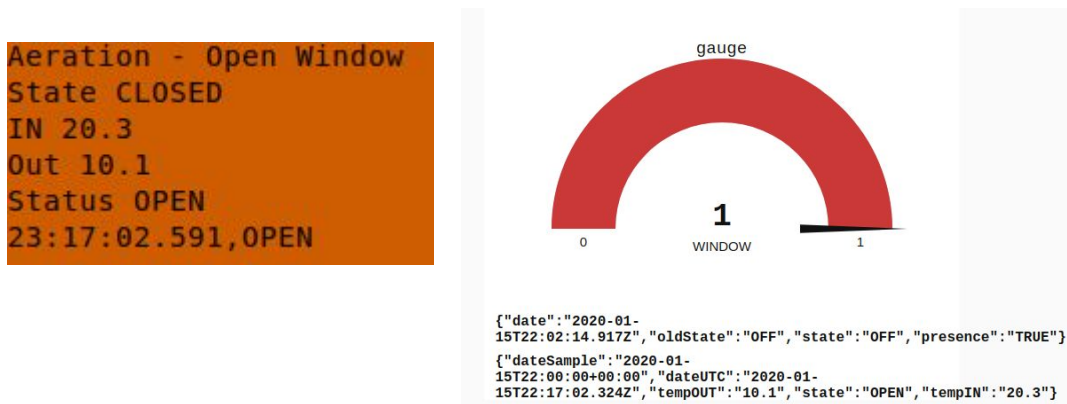 Aeration - Open Window
State CLOSED
IN 20.3
Out 10.1
Status OPEN
23:17:02.591,OPEN
gauge
1
0
WINDOW
1
{"date":"2020-01-
15T22:02:14.917Z","oldState":"OFF","state":"OFF","presence":"TRUE"}
{"dateSample":"2020-01-
15T22:00:00+00:00","dateUTC":"2020-01-
15T22:17:02.324Z","tempOUT":"10.1","state":"OPEN","tempIN":"20.3"}